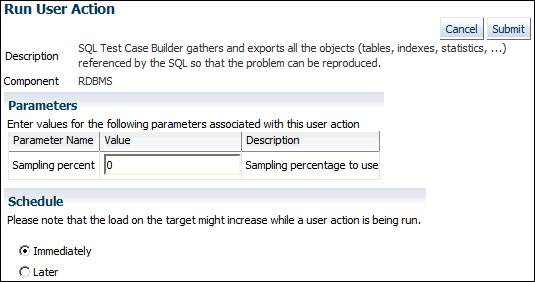 Run User Action
Cancel Submit
Description SQL Test Case Builder gathers and exports all the objects (tables, indexes, statistics, ...)
referenced by the SQL so that the problem can be reproduced.
Component RDBMS
Parameters
Enter values for the following parameters associated with this user action
Parameter Name Value Description
Sampling percent 0 Sampling percentage to use
Schedule
Please note that the load on the target might increase while a user action is being run.
Immediately
Later